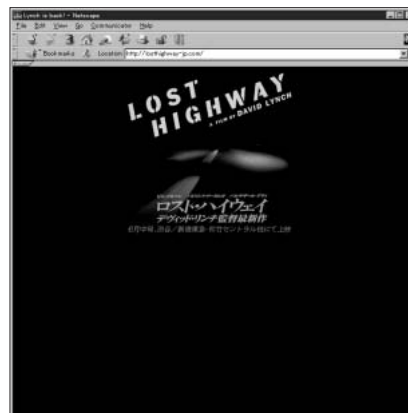 Lynch is back! - Netscape
File Edit View Go Communicator Help
Bookmarks Location: http://losthighway-jp.com/
LOST
HIGHWAY
A FILM BY DAVID LYNCH
ロスト・ハイウェイ
デヴィッド・リンチ監督最新作